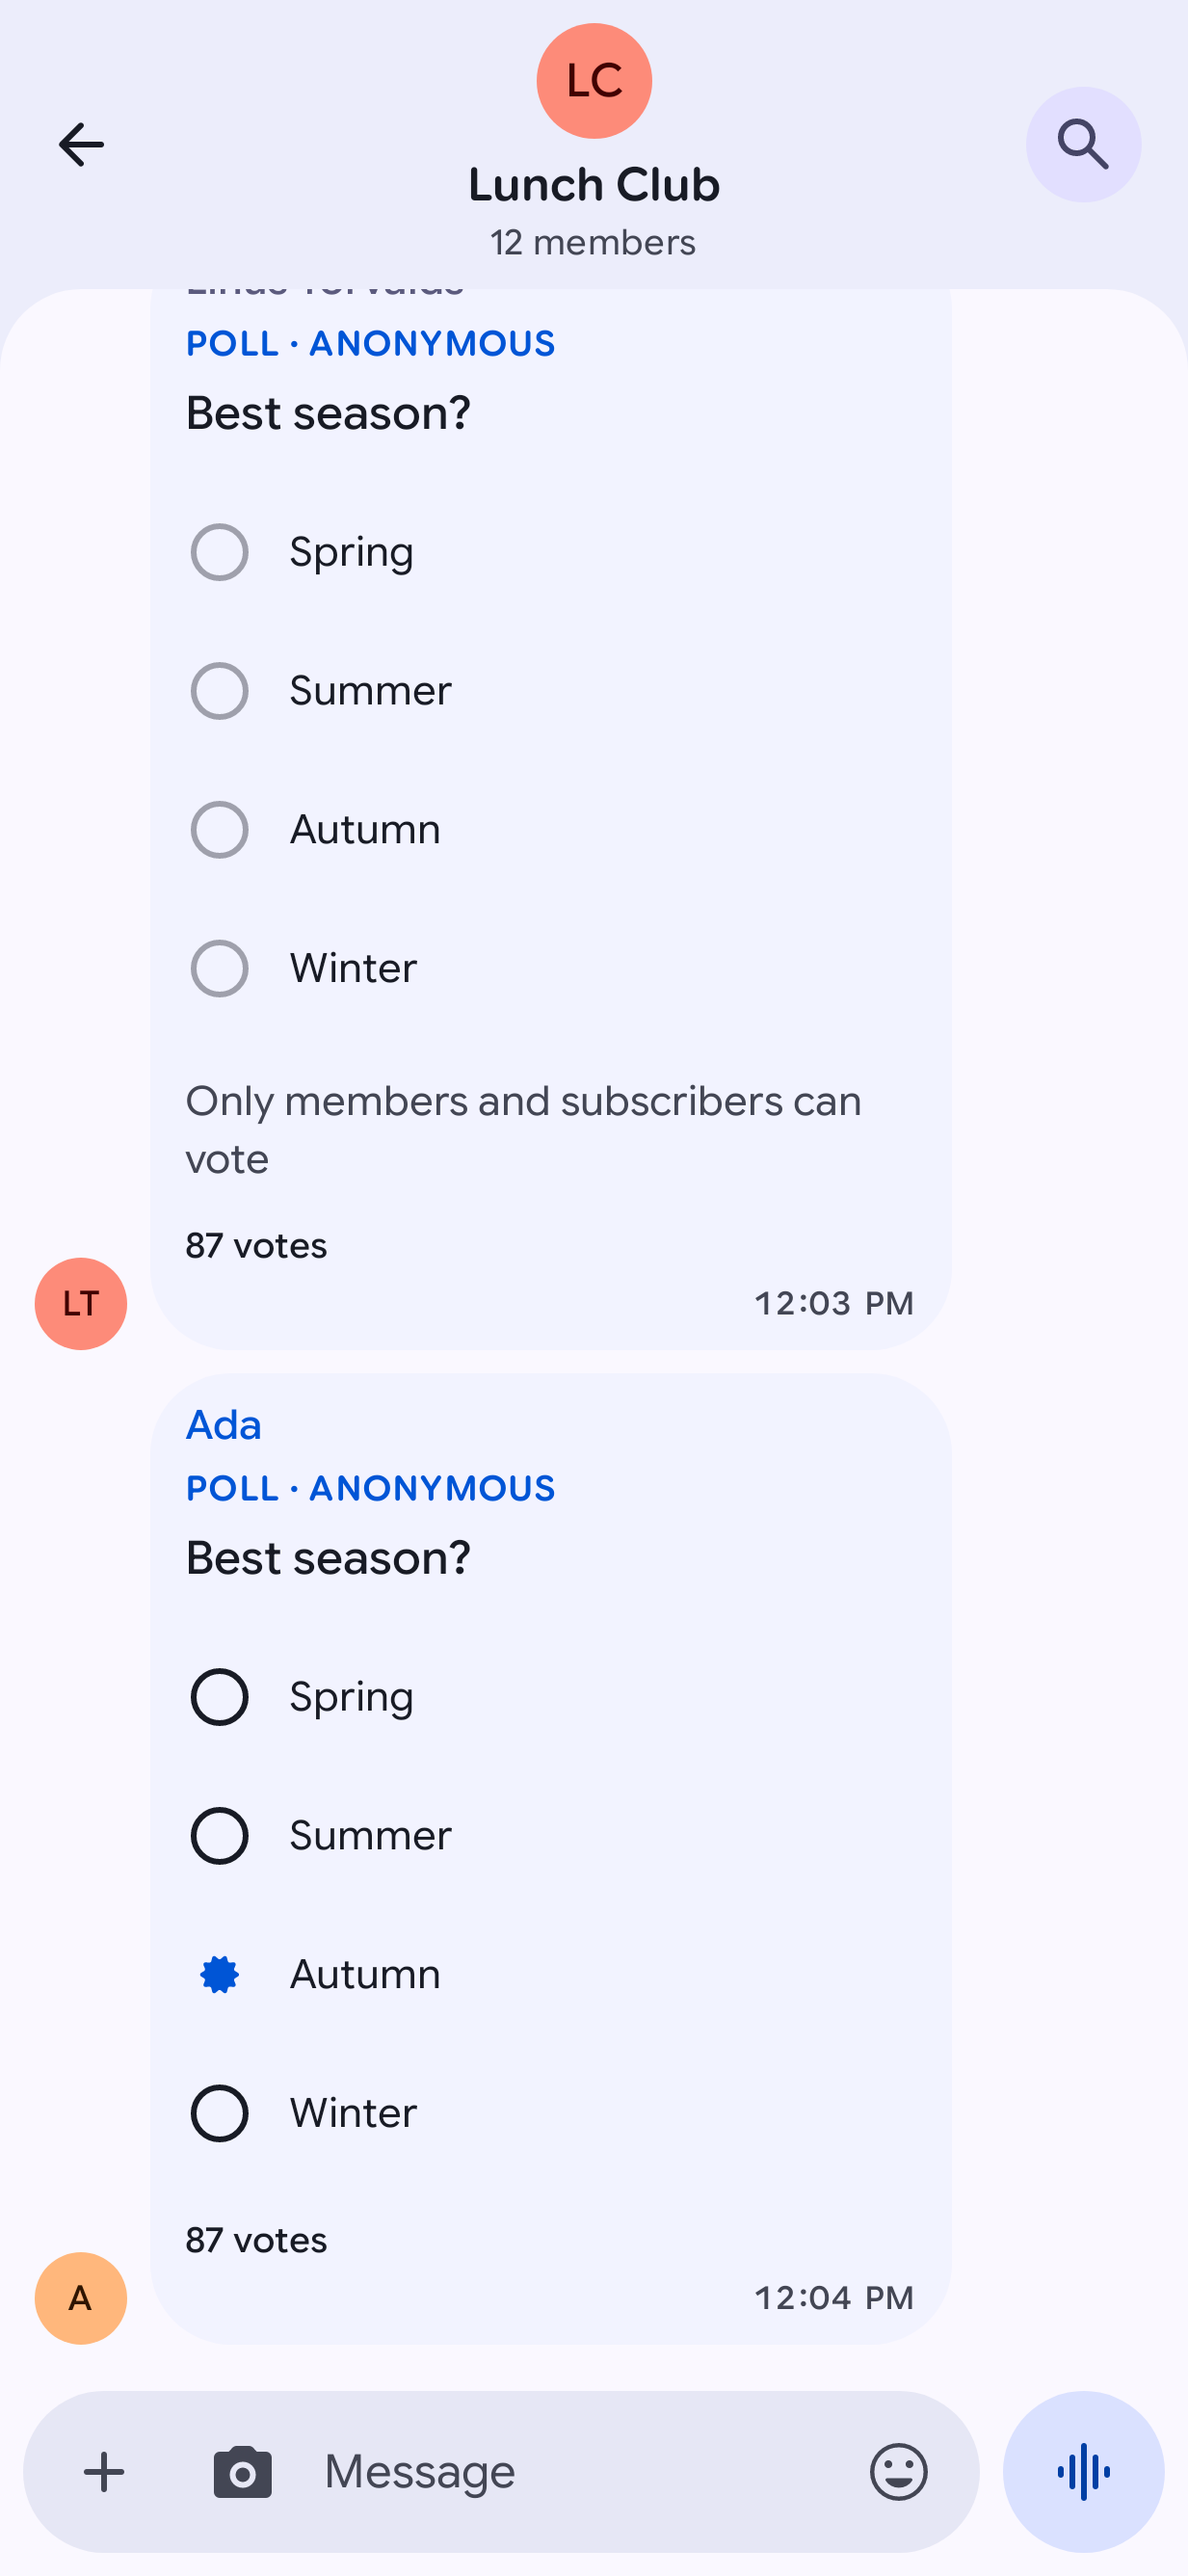 LC
Lunch Club
12 members
POLL · ANONYMOUS
Best season?
Spring
Summer
Autumn
Winter
Only members and subscribers can
vote
87 votes
LT
12:03 PM
Ada
POLL · ANONYMOUS
Best season?
Spring
Summer
Autumn
Winter
87 votes
A
12:04 PM
Message